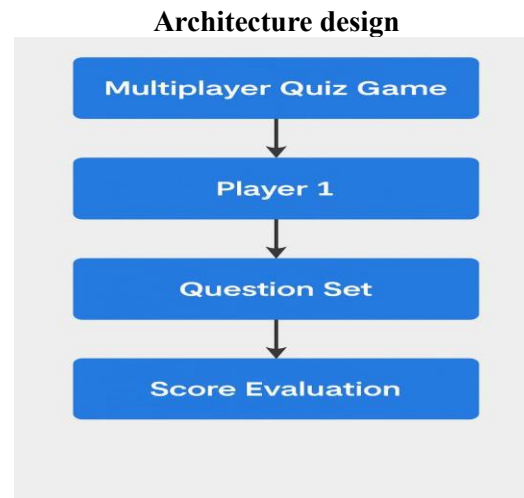 Architecture design
Multiplayer Quiz Game
Player 1
Question Set
Score Evaluation